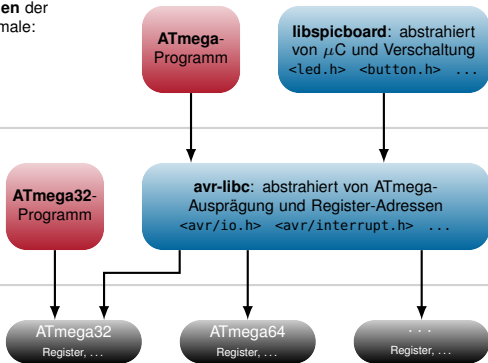 en der
male:
ATmega-
Programm
libspicboard: abstrahiert
von μC und Verschaltung
<led.h> <button.h> ...
ATmega32-
Programm
avr-libc: abstrahiert von ATmega-
Ausprägung und Register-Adressen
<avr/io.h> <avr/interrupt.h> ...
ATmega32
Register, ...
ATmega64
Register, ...
...
Register, ...